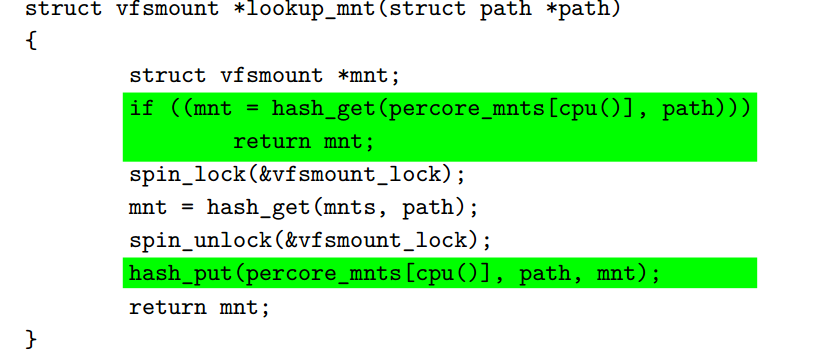 struct vfsmount *lookup_mnt(struct path *path)
{
struct vfsmount *mnt;
if ((mnt = hash_get(percore_mnts[cpu()], path)))
return mnt;
spin_lock(&vfsmount_lock);
mnt = hash_get(mnts, path);
spin_unlock(&vfsmount_lock);
hash_put(percore_mnts[cpu()], path, mnt);
return mnt;
}